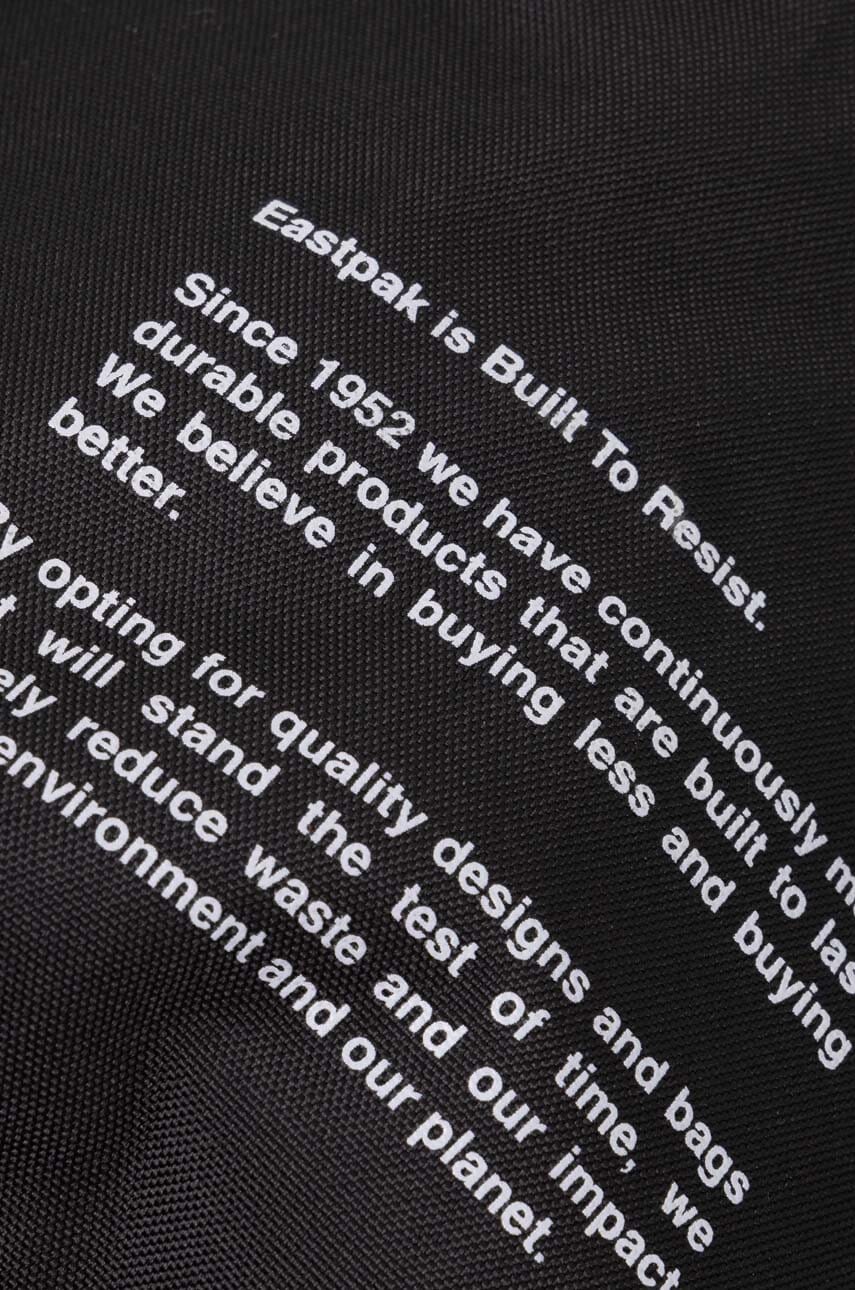 Eastpak is Built To Resist.
Since 1952 we have continuously
durable products that are built to
We believe in buying less and buying
better.
opting for quality designs and bags
will stand the test of time, we
reduce waste and our impact
environment and our planet.